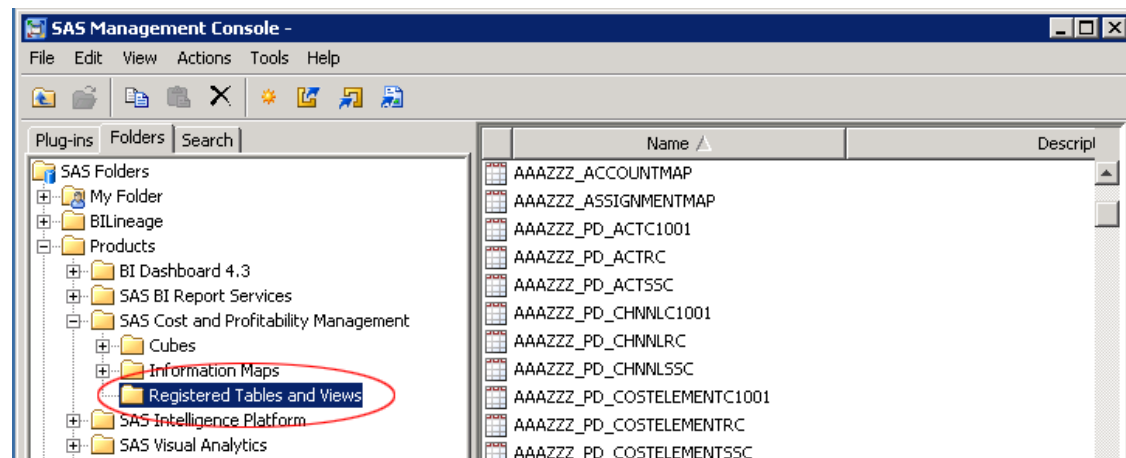 SAS Management Console -
File Edit View Actions Tools Help
Plug-ins Folders Search
Name Descript
SAS Folders
My Folder
BILineage
Products
BI Dashboard 4.3
SAS BI Report Services
SAS Cost and Profitability Management
Cubes
Information Maps
Registered Tables and Views
SAS Intelligence Platform
SAS Visual Analytics
AAAZZZ_ACCOUNTMAP
AAAZZZ_ASSIGNMENTMAP
AAAZZZ_PD_ACTC1001
AAAZZZ_PD_ACTRC
AAAZZZ_PD_ACTSSC
AAAZZZ_PD_CHNNLC1001
AAAZZZ_PD_CHNNLRC
AAAZZZ_PD_CHNNLSSC
AAAZZZ_PD_COSTELEMENTC1001
AAAZZZ_PD_COSTELEMENTRC
AAAZZZ_PD_COSTELEMENTSSC